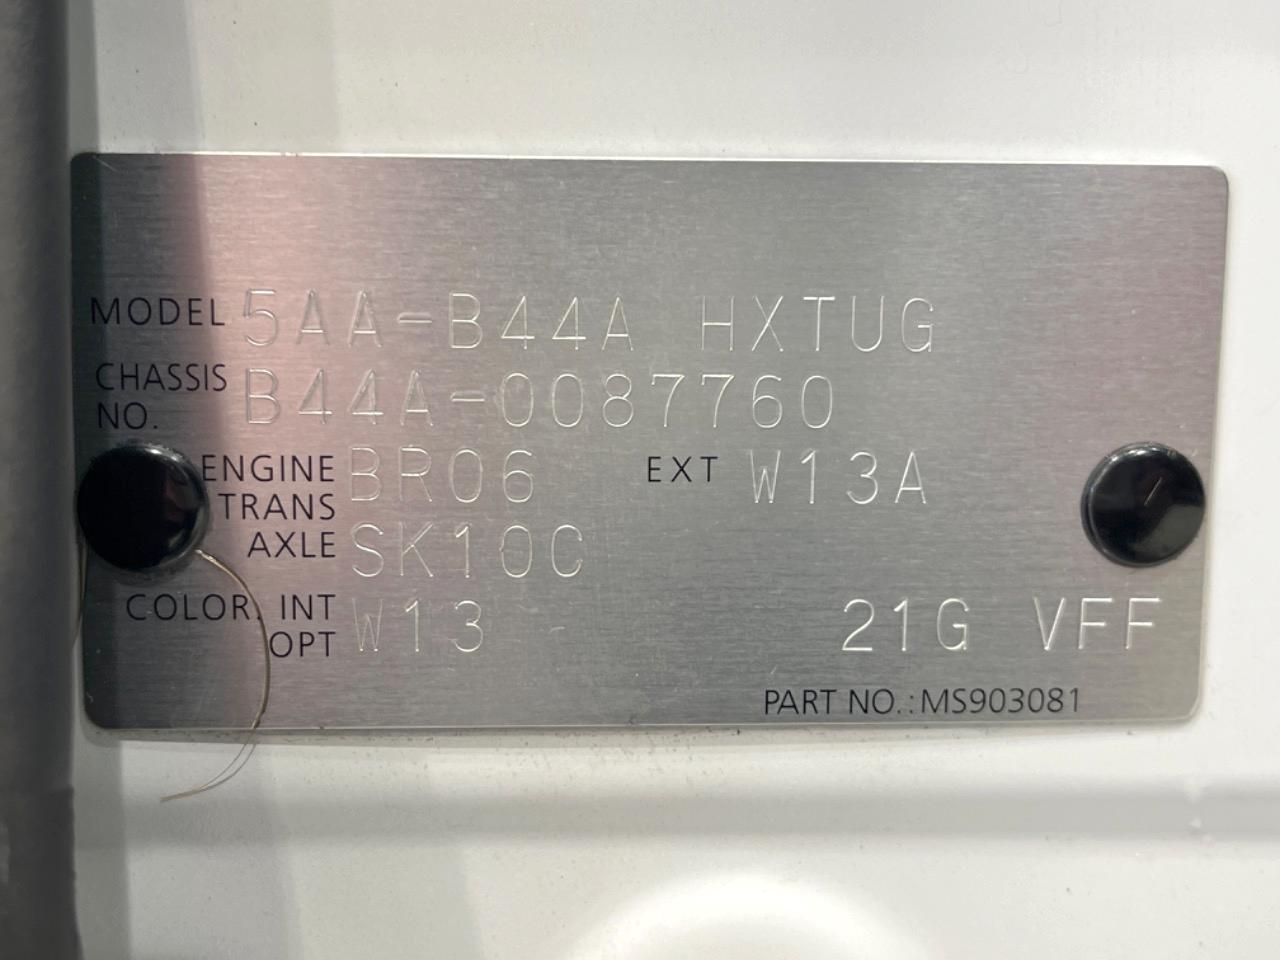 MODEL 5AA-B44A HXTUG
CHASSIS NO. B44A-0087760
ENGINE BR06 EXT W13A
TRANS
AXLE SK10C
COLOR, INT W13 21G VFF
OPT
PART NO.:MS903081